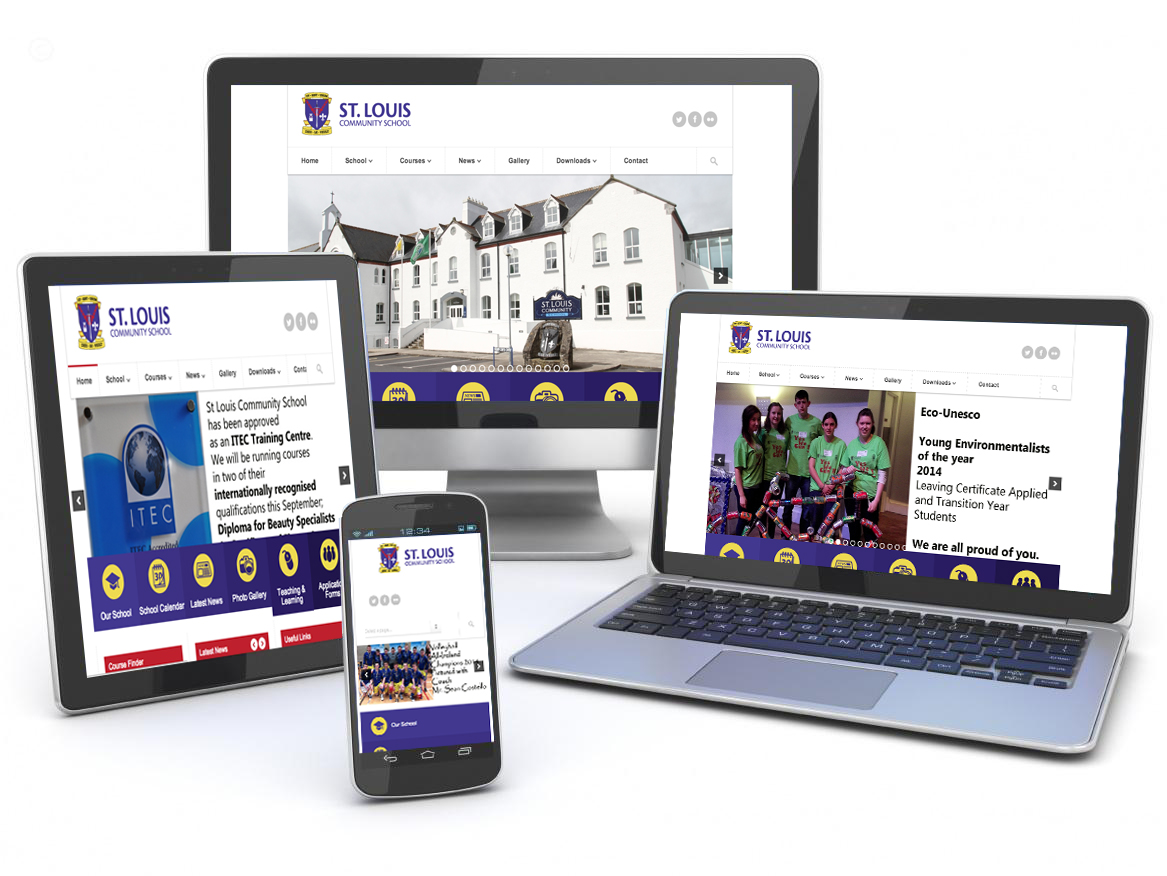 ST. LOUIS
COMMUNITY SCHOOL
Home School Courses News Gallery Downloads Contact
ST. LOUIS
COMMUNITY
30
ST. LOUIS
COMMUNITY SCHOOL
Home School Courses News Gallery Downloads Cont
St Louis Community School
has been approved
as an ITEC Training Centre.
We will be running courses
in two of their
internationally recognised
qualifications this September;
Diploma for Beauty Specialists
ITEC
30
Our School School Calendar Latest News Photo Gallery Teaching & Learning Application Forms
Course Finder Latest News Useful Links
12:34
ST. LOUIS
COMMUNITY SCHOOL
Volleyball
Champions
Coach
Mr. Sean Costello
Our School
ST. LOUIS
COMMUNITY SCHOOL
Home School Courses News Gallery Downloads Contact
Eco-Unesco
Young Environmentalists
of the year
2014
Leaving Certificate Applied
and Transition Year
Students
We are all proud of you.